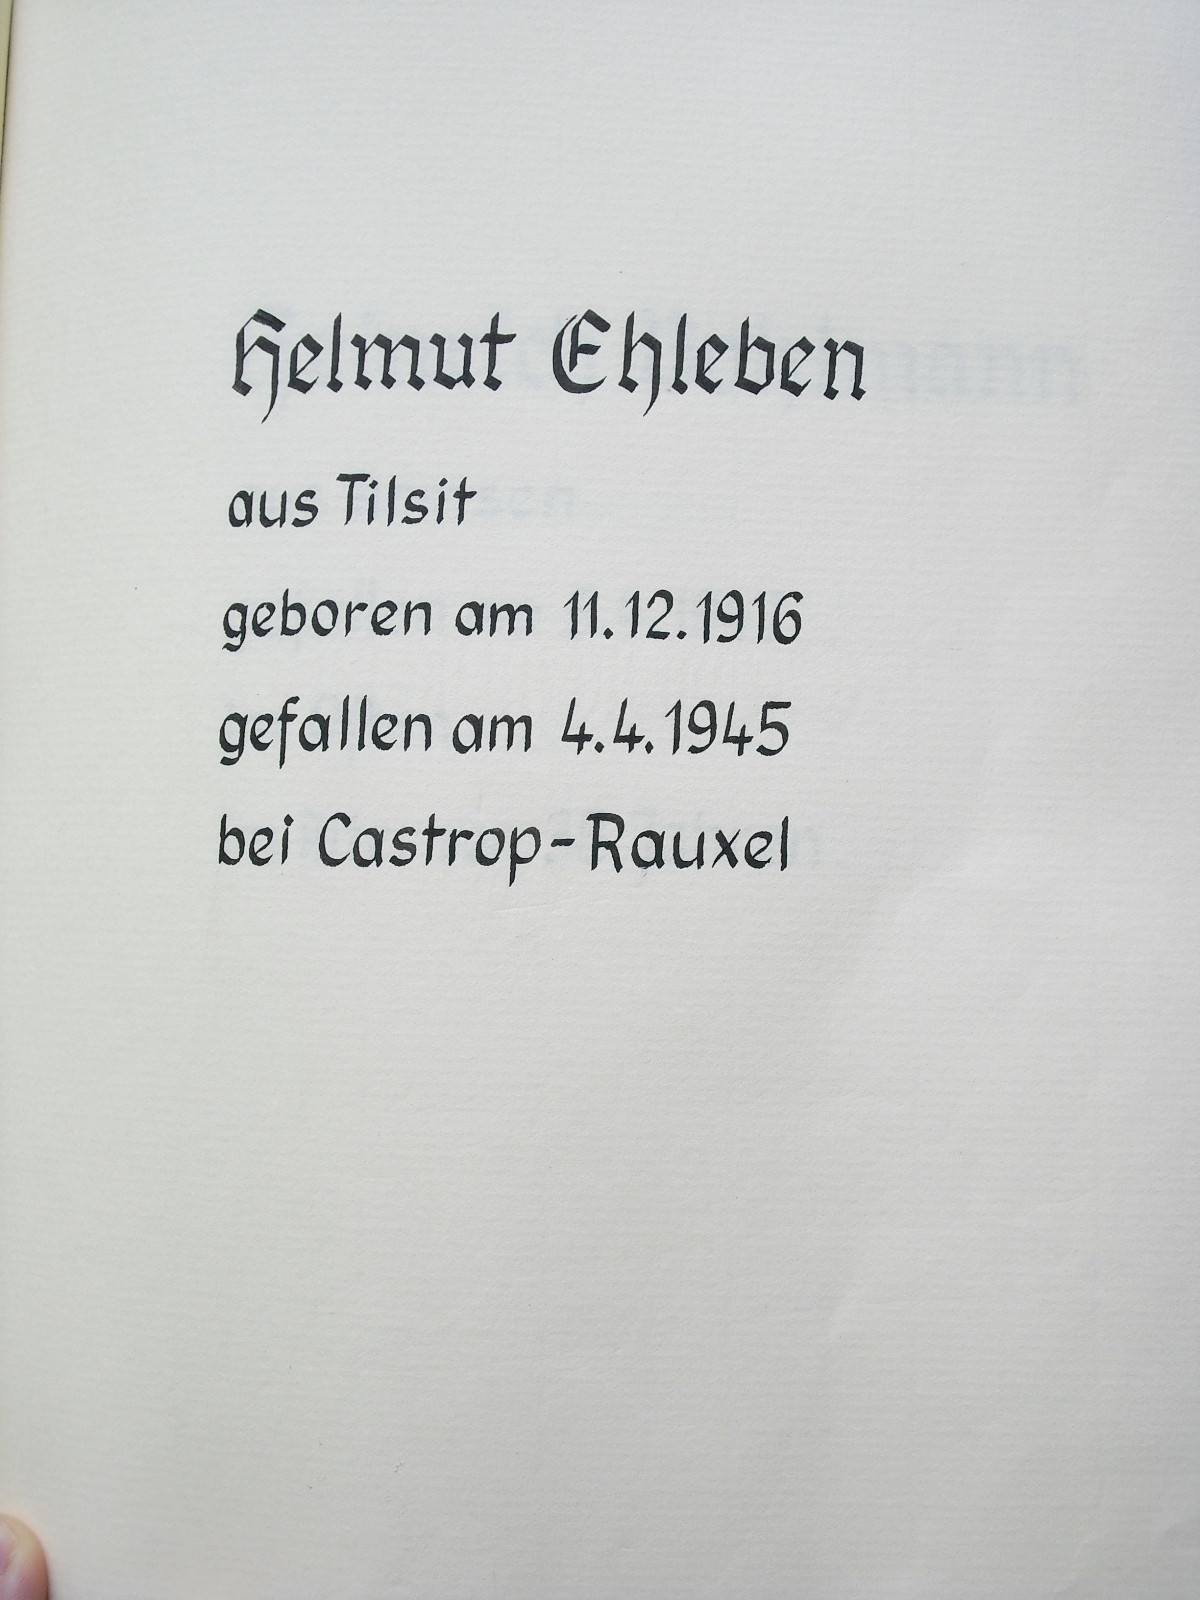 Helmut Ehleben
aus Tilsit
geboren am 11.12.1916
gefallen am 4.4.1945
bei Castrop-Rauxel